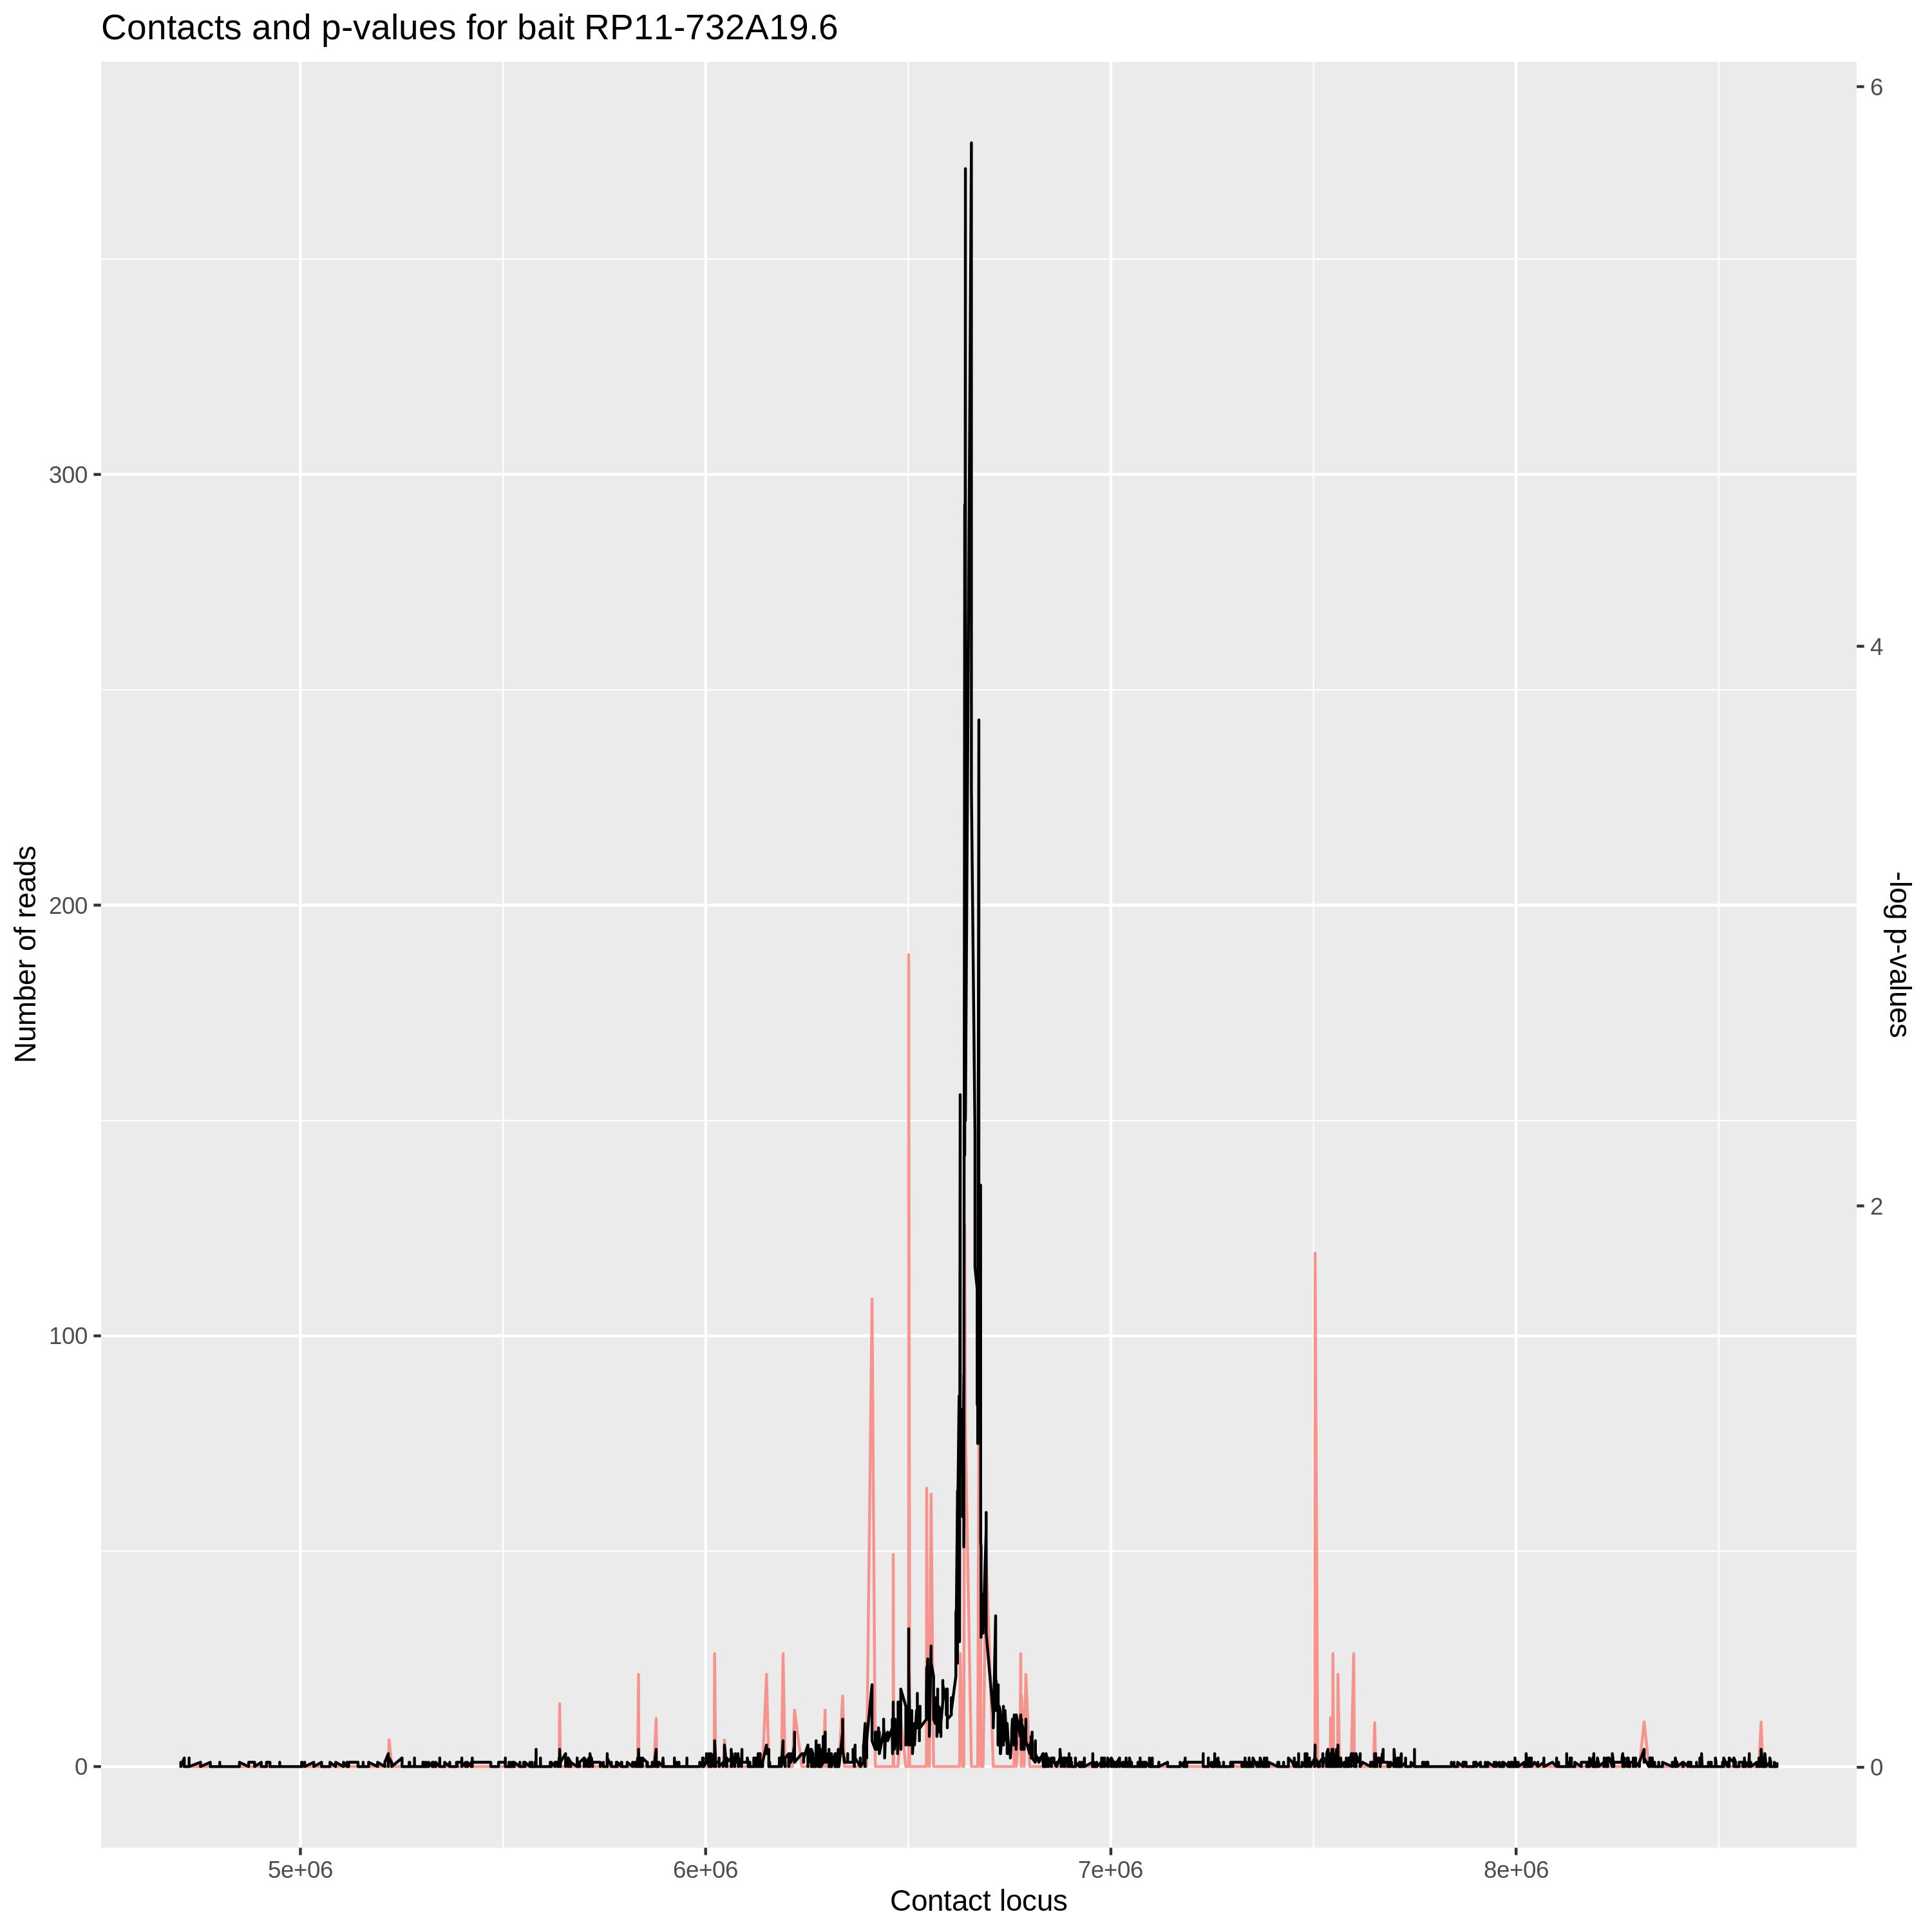 Contacts and p-values for bait RP11-732A19.6
6
300
4
200
2
100
0
0
Number of reads
-log p-values
5e+06 6e+06 7e+06 8e+06
Contact locus